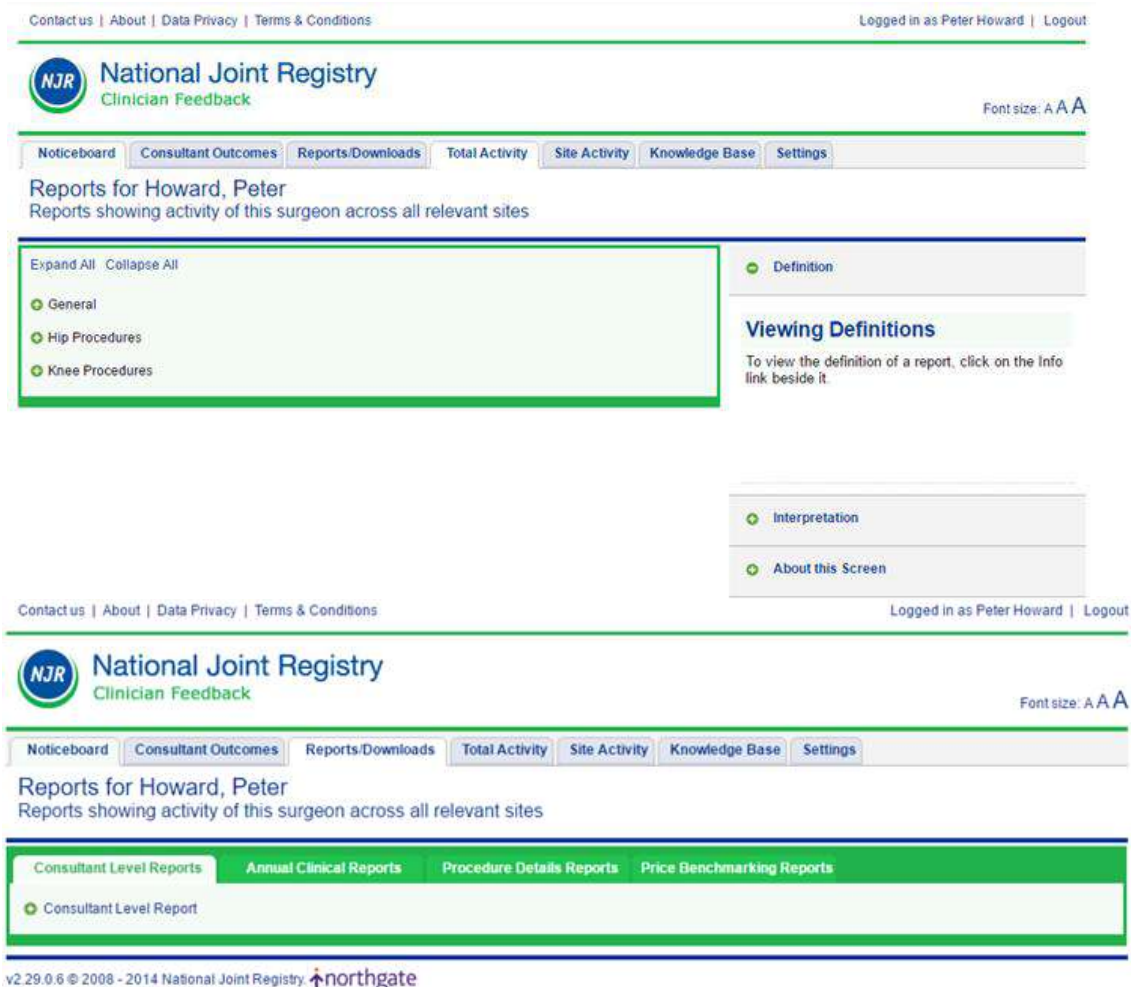 Contact us | About | Data Privacy | Terms & Conditions Logged in as Peter Howard | Logout
NJR National Joint Registry
Clinician Feedback
Font size: A A A
Noticeboard Consultant Outcomes Reports/Downloads Total Activity Site Activity Knowledge Base Settings
Reports for Howard, Peter
Reports showing activity of this surgeon across all relevant sites
Expand All Collapse All
General
Hip Procedures
Knee Procedures
Definition
Viewing Definitions
To view the definition of a report, click on the Info
link beside it.
Interpretation
About this Screen
Contact us | About | Data Privacy | Terms & Conditions Logged in as Peter Howard | Logout
NJR National Joint Registry
Clinician Feedback
Font size: A A A
Noticeboard Consultant Outcomes Reports/Downloads Total Activity Site Activity Knowledge Base Settings
Reports for Howard, Peter
Reports showing activity of this surgeon across all relevant sites
Consultant Level Reports Annual Clinical Reports Procedure Details Reports Price Benchmarking Reports
Consultant Level Report
v2.29.0.6 © 2008 - 2014 National Joint Registry. northgate